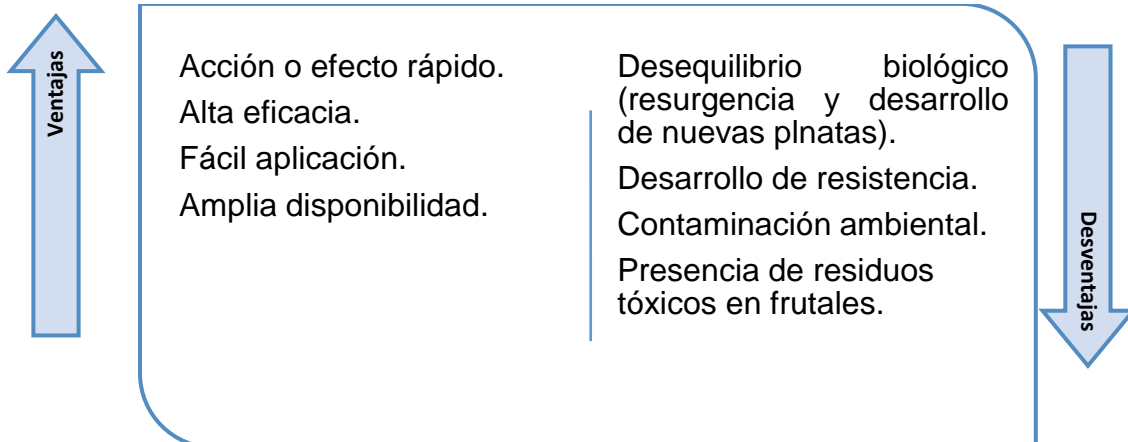 Ventajas
Acción o efecto rápido.
Alta eficacia.
Fácil aplicación.
Amplia disponibilidad.
Desequilibrio biológico
(resurgencia y desarrollo
de nuevas plnatas).
Desarrollo de resistencia.
Contaminación ambiental.
Presencia de residuos
tóxicos en frutales.
Desventajas